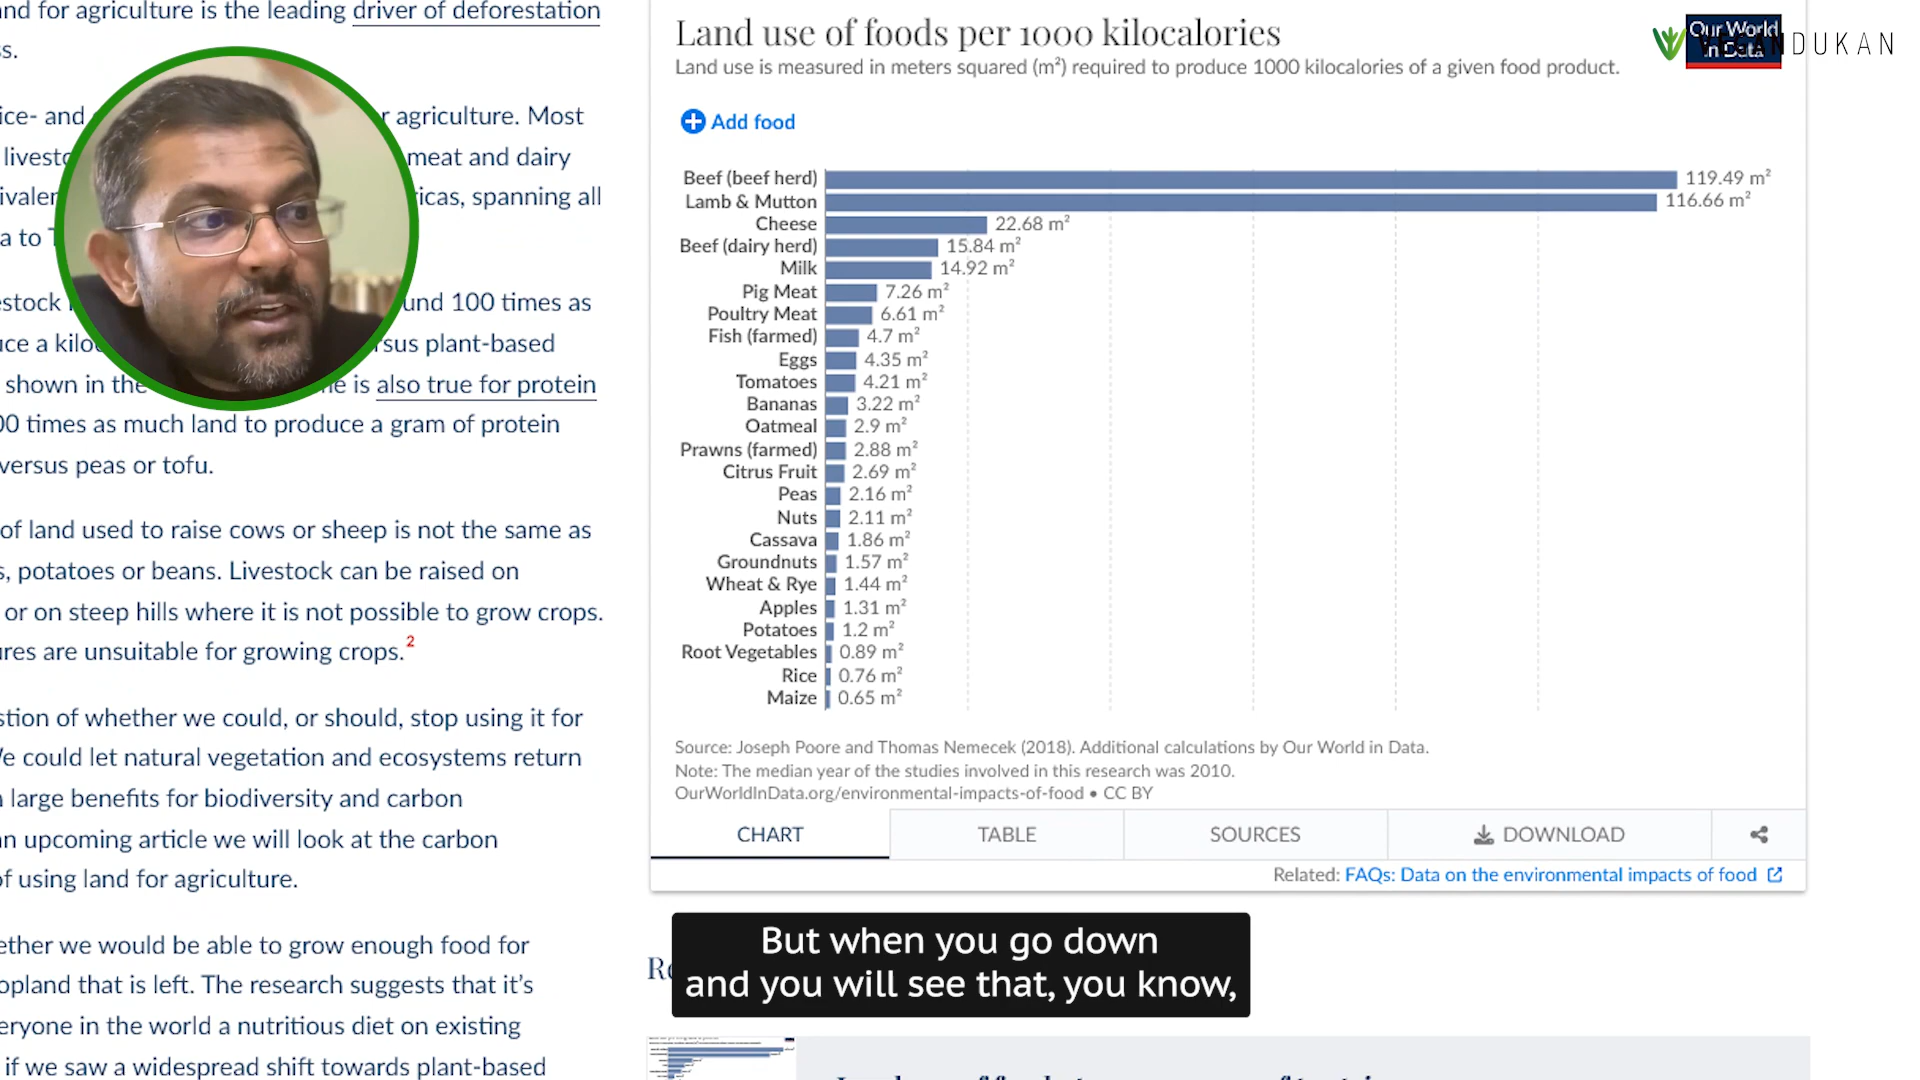 nd for agriculture is the leading driver of deforestation
s.
ice- and
r agriculture. Most
livesto
meat and dairy
ivalen
icas, spanning all
a to
estock
und 100 times as
uce a kilo
rsus plant-based
shown in the
e is also true for protein
00 times as much land to produce a gram of protein
versus peas or tofu.
of land used to raise cows or sheep is not the same as
s, potatoes or beans. Livestock can be raised on
or on steep hills where it is not possible to grow crops.
ures are unsuitable for growing crops.2
stion of whether we could, or should, stop using it for
We could let natural vegetation and ecosystems return
large benefits for biodiversity and carbon
an upcoming article we will look at the carbon
of using land for agriculture.
ether we would be able to grow enough food for
opland that is left. The research suggests that it's
eryone in the world a nutritious diet on existing
if we saw a widespread shift towards plant-based
Land use of foods per 1000 kilocalories
Land use is measured in meters squared (m²) required to produce 1000 kilocalories of a given food product.
Our World
in Data
VEGANDUKAN
Add food
Beef (beef herd) 119.49 m²
Lamb & Mutton 116.66 m²
Cheese 22.68 m²
Beef (dairy herd) 15.84 m²
Milk 14.92 m²
Pig Meat 7.26 m²
Poultry Meat 6.61 m²
Fish (farmed) 4.7 m²
Eggs 4.35 m²
Tomatoes 4.21 m²
Bananas 3.22 m²
Oatmeal 2.9 m²
Prawns (farmed) 2.88 m²
Citrus Fruit 2.69 m²
Peas 2.16 m²
Nuts 2.11 m²
Cassava 1.86 m²
Groundnuts 1.57 m²
Wheat & Rye 1.44 m²
Apples 1.31 m²
Potatoes 1.2 m²
Root Vegetables 0.89 m²
Rice 0.76 m²
Maize 0.65 m²
Source: Joseph Poore and Thomas Nemecek (2018). Additional calculations by Our World in Data.
Note: The median year of the studies involved in this research was 2010.
OurWorldInData.org/environmental-impacts-of-food • CC BY
CHART TABLE SOURCES DOWNLOAD
Related: FAQs: Data on the environmental impacts of food
But when you go down
and you will see that, you know,